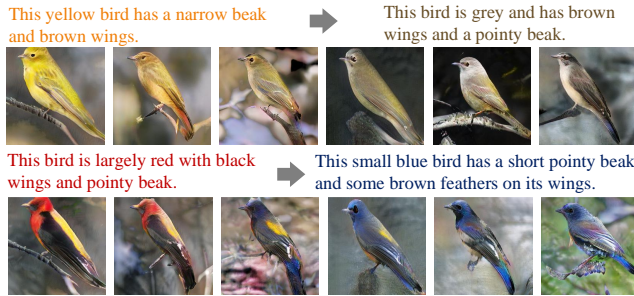 This yellow bird has a narrow beak
and brown wings.
This bird is grey and has brown
wings and a pointy beak.
This bird is largely red with black
wings and pointy beak.
This small blue bird has a short pointy beak
and some brown feathers on its wings.